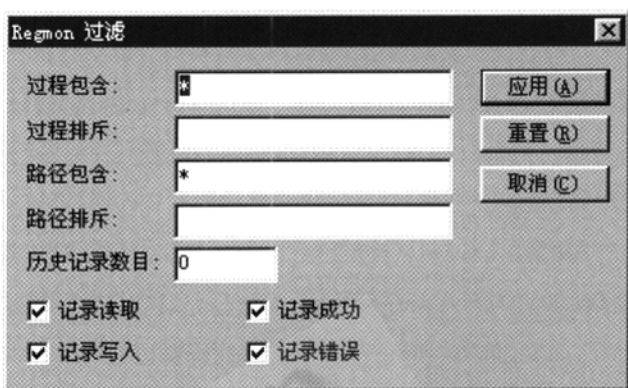 Regmon 过滤
过程包含: * 应用(A)
过程排斥: 重置(R)
路径包含: * 取消(C)
路径排斥:
历史记录数目: 0
记录读取 记录成功
记录写入 记录错误